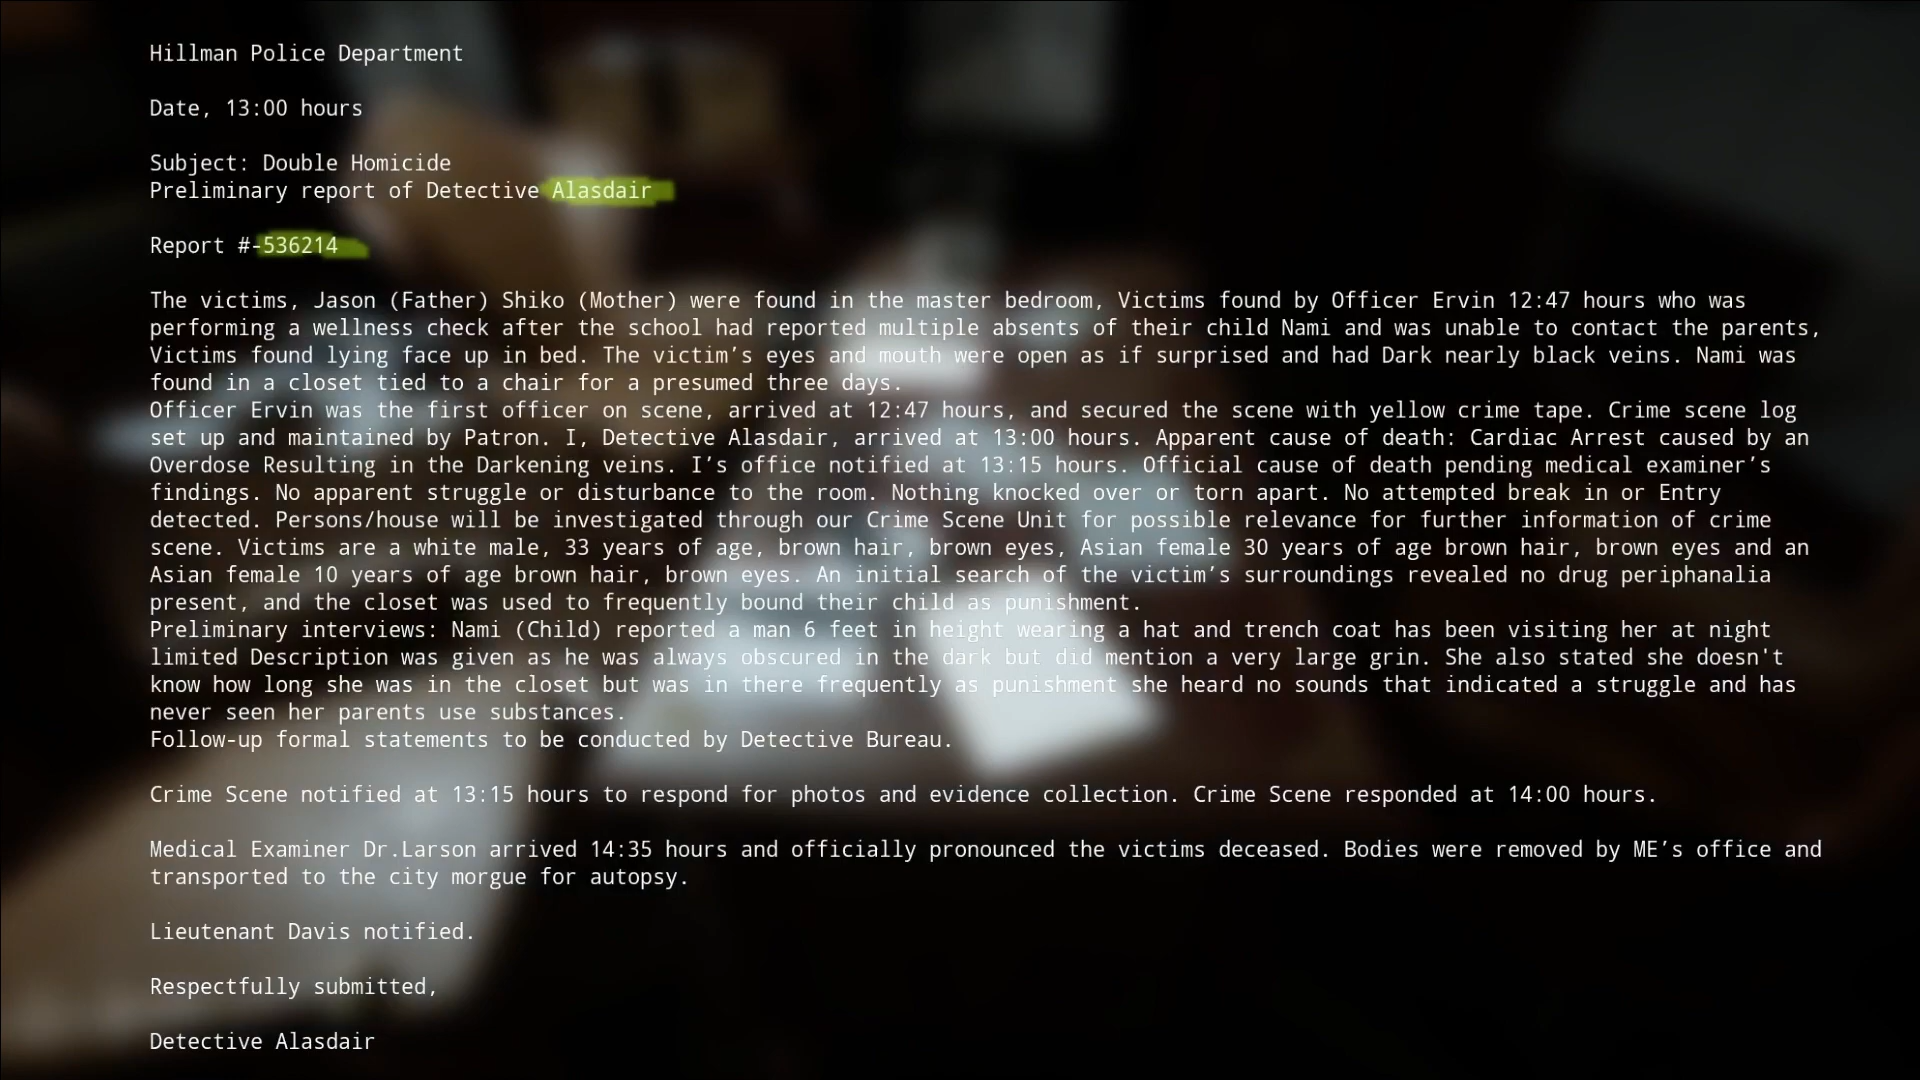 Hillman Police Department
Date, 13:00 hours
Subject: Double Homicide
Preliminary report of Detective Alasdair
Report #-536214
The victims, Jason (Father) Shiko (Mother) were found in the master bedroom, Victims found by Officer Ervin 12:47 hours who was
performing a wellness check after the school had reported multiple absents of their child Nami and was unable to contact the parents,
Victims found lying face up in bed. The victim’s eyes and mouth were open as if surprised and had Dark nearly black veins. Nami was
found in a closet tied to a chair for a presumed three days.
Officer Ervin was the first officer on scene, arrived at 12:47 hours, and secured the scene with yellow crime tape. Crime scene log
set up and maintained by Patron. I, Detective Alasdair, arrived at 13:00 hours. Apparent cause of death: Cardiac Arrest caused by an
Overdose Resulting in the Darkening veins. I’s office notified at 13:15 hours. Official cause of death pending medical examiner’s
findings. No apparent struggle or disturbance to the room. Nothing knocked over or torn apart. No attempted break in or Entry
detected. Persons/house will be investigated through our Crime Scene Unit for possible relevance for further information of crime
scene. Victims are a white male, 33 years of age, brown hair, brown eyes, Asian female 30 years of age brown hair, brown eyes and an
Asian female 10 years of age brown hair, brown eyes. An initial search of the victim’s surroundings revealed no drug periphanalia
present, and the closet was used to frequently bound their child as punishment.
Preliminary interviews: Nami (Child) reported a man 6 feet in height wearing a hat and trench coat has been visiting her at night
limited Description was given as he was always obscured in the dark but did mention a very large grin. She also stated she doesn't
know how long she was in the closet but was in there frequently as punishment she heard no sounds that indicated a struggle and has
never seen her parents use substances.
Follow-up formal statements to be conducted by Detective Bureau.
Crime Scene notified at 13:15 hours to respond for photos and evidence collection. Crime Scene responded at 14:00 hours.
Medical Examiner Dr.Larson arrived 14:35 hours and officially pronounced the victims deceased. Bodies were removed by ME’s office and
transported to the city morgue for autopsy.
Lieutenant Davis notified.
Respectfully submitted,
Detective Alasdair